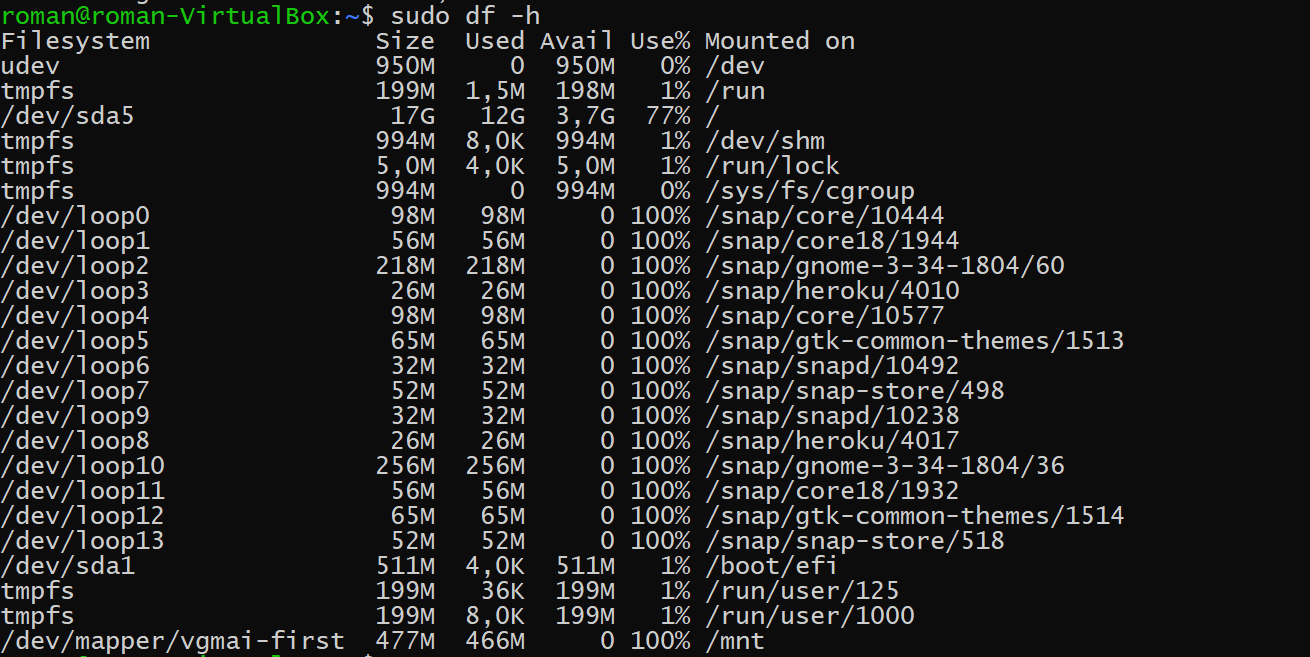 roman@roman-VirtualBox:~$ sudo df -h
Filesystem               Size  Used Avail Use% Mounted on
udev                     950M     0  950M   0% /dev
tmpfs                    199M  1,5M  198M   1% /run
/dev/sda5                 17G   12G  3,7G  77% /
tmpfs                    994M  8,0K  994M   1% /dev/shm
tmpfs                    5,0M  4,0K  5,0M   1% /run/lock
tmpfs                    994M     0  994M   0% /sys/fs/cgroup
/dev/loop0                98M   98M     0 100% /snap/core/10444
/dev/loop1                56M   56M     0 100% /snap/core18/1944
/dev/loop2               218M  218M     0 100% /snap/gnome-3-34-1804/60
/dev/loop3                26M   26M     0 100% /snap/heroku/4010
/dev/loop4                98M   98M     0 100% /snap/core/10577
/dev/loop5                65M   65M     0 100% /snap/gtk-common-themes/1513
/dev/loop6                32M   32M     0 100% /snap/snapd/10492
/dev/loop7                52M   52M     0 100% /snap/snap-store/498
/dev/loop9                32M   32M     0 100% /snap/snapd/10238
/dev/loop8                26M   26M     0 100% /snap/heroku/4017
/dev/loop10              256M  256M     0 100% /snap/gnome-3-34-1804/36
/dev/loop11               56M   56M     0 100% /snap/core18/1932
/dev/loop12               65M   65M     0 100% /snap/gtk-common-themes/1514
/dev/loop13               52M   52M     0 100% /snap/snap-store/518
/dev/sda1                511M  4,0K  511M   1% /boot/efi
tmpfs                    199M   36K  199M   1% /run/user/125
tmpfs                    199M  8,0K  199M   1% /run/user/1000
/dev/mapper/vgmai-first  477M  466M     0 100% /mnt